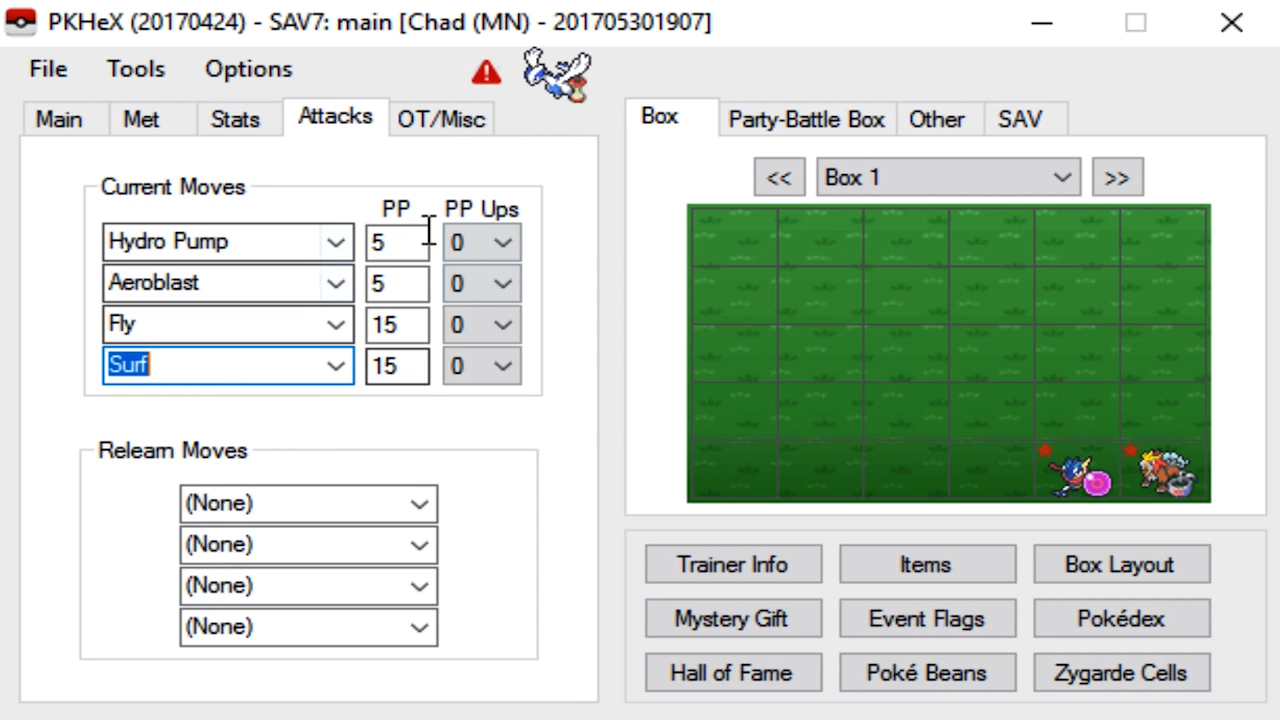 PKHeX (20170424) - SAV7: main [Chad (MN) - 201705301907]
File Tools Options
Main Met Stats Attacks OT/Misc
Current Moves
PP PP Ups
Hydro Pump 5 0
Aeroblast 5 0
Fly 15 0
Surf 15 0
Relearn Moves
(None)
(None)
(None)
(None)
Box Party-Battle Box Other SAV
<< Box 1 >>
Trainer Info Items Box Layout
Mystery Gift Event Flags Pokédex
Hall of Fame Poké Beans Zygarde Cells